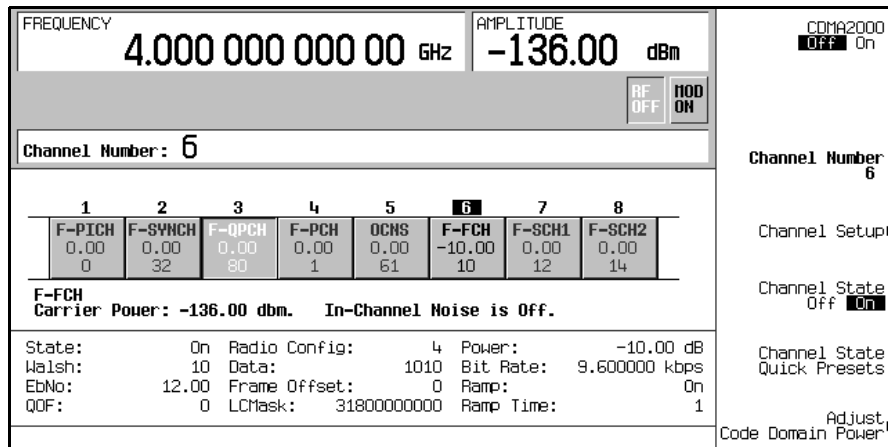 FREQUENCY
4.000 000 000 00 GHz
AMPLITUDE
-136.00 dBm
RF OFF
MOD ON
Channel Number: 6
1 2 3 4 5 6 7 8
F-PICH F-SYNCH F-QPCH F-PCH OCNS F-FCH F-SCH1 F-SCH2
0.00 0.00 0.00 0.00 0.00 -10.00 0.00 0.00
0 32 80 1 61 10 12 14
F-FCH
Carrier Power: -136.00 dbm. In-Channel Noise is Off.
State: On Radio Config: 4 Power: -10.00 dB
Walsh: 10 Data: 1010 Bit Rate: 9.600000 kbps
EbNo: 12.00 Frame Offset: 0 Ramp: On
QOF: 0 LCMask: 31800000000 Ramp Time: 1
CDMA2000
Off On
Channel Number
6
Channel Setup
Channel State
Off On
Channel State
Quick Presets
Adjust
Code Domain Power